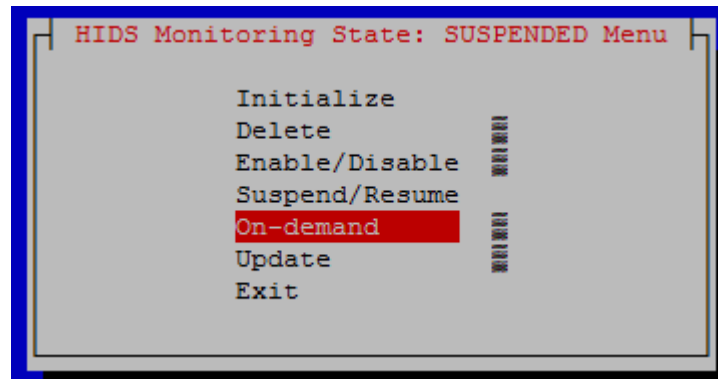 HIDS Monitoring State: SUSPENDED Menu
Initialize
Delete
Enable/Disable
Suspend/Resume
On-demand
Update
Exit